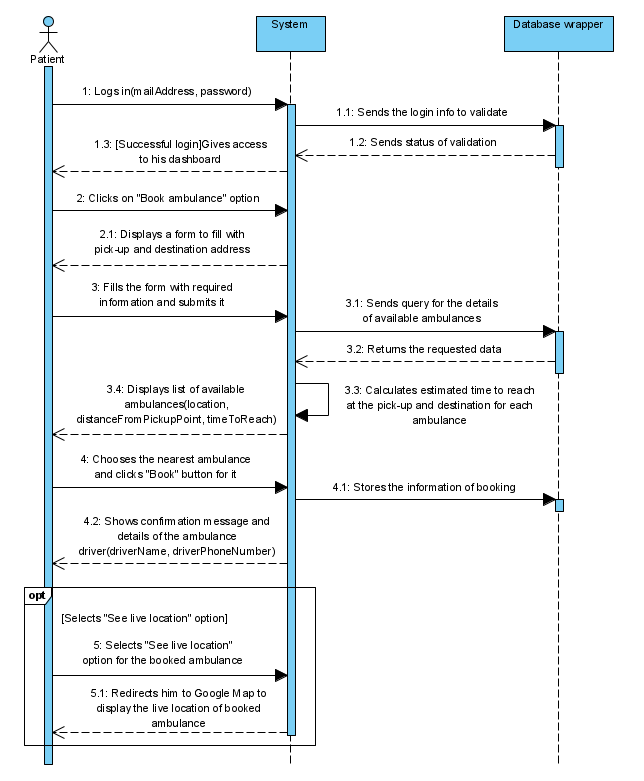 System
Database wrapper
Patient
1: Logs in(mailAddress, password)
1.1: Sends the login info to validate
1.2: Sends status of validation
1.3: [Successful login]Gives access
to his dashboard
2: Clicks on "Book ambulance" option
2.1: Displays a form to fill with
pick-up and destination address
3: Fills the form with required
information and submits it
3.1: Sends query for the details
of available ambulances
3.2: Returns the requested data
3.3: Calculates estimated time to reach
at the pick-up and destination for each
ambulance
3.4: Displays list of available
ambulances(location,
distanceFromPickupPoint, timeToReach)
4: Chooses the nearest ambulance
and clicks "Book" button for it
4.1: Stores the information of booking
4.2: Shows confirmation message and
details of the ambulance
driver(driverName, driverPhoneNumber)
opt
[Selects "See live location" option]
5: Selects "See live location"
option for the booked ambulance
5.1: Redirects him to Google Map to
display the live location of booked
ambulance